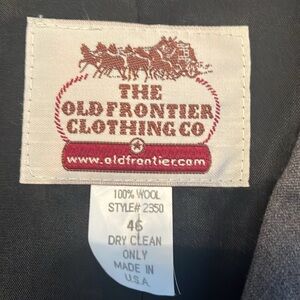 THE
OLD FRONTIER
CLOTHING CO
www.oldfrontier.com
100% WOOL
STYLE# 2350
46
DRY CLEAN
ONLY
MADE IN
U.S.A.